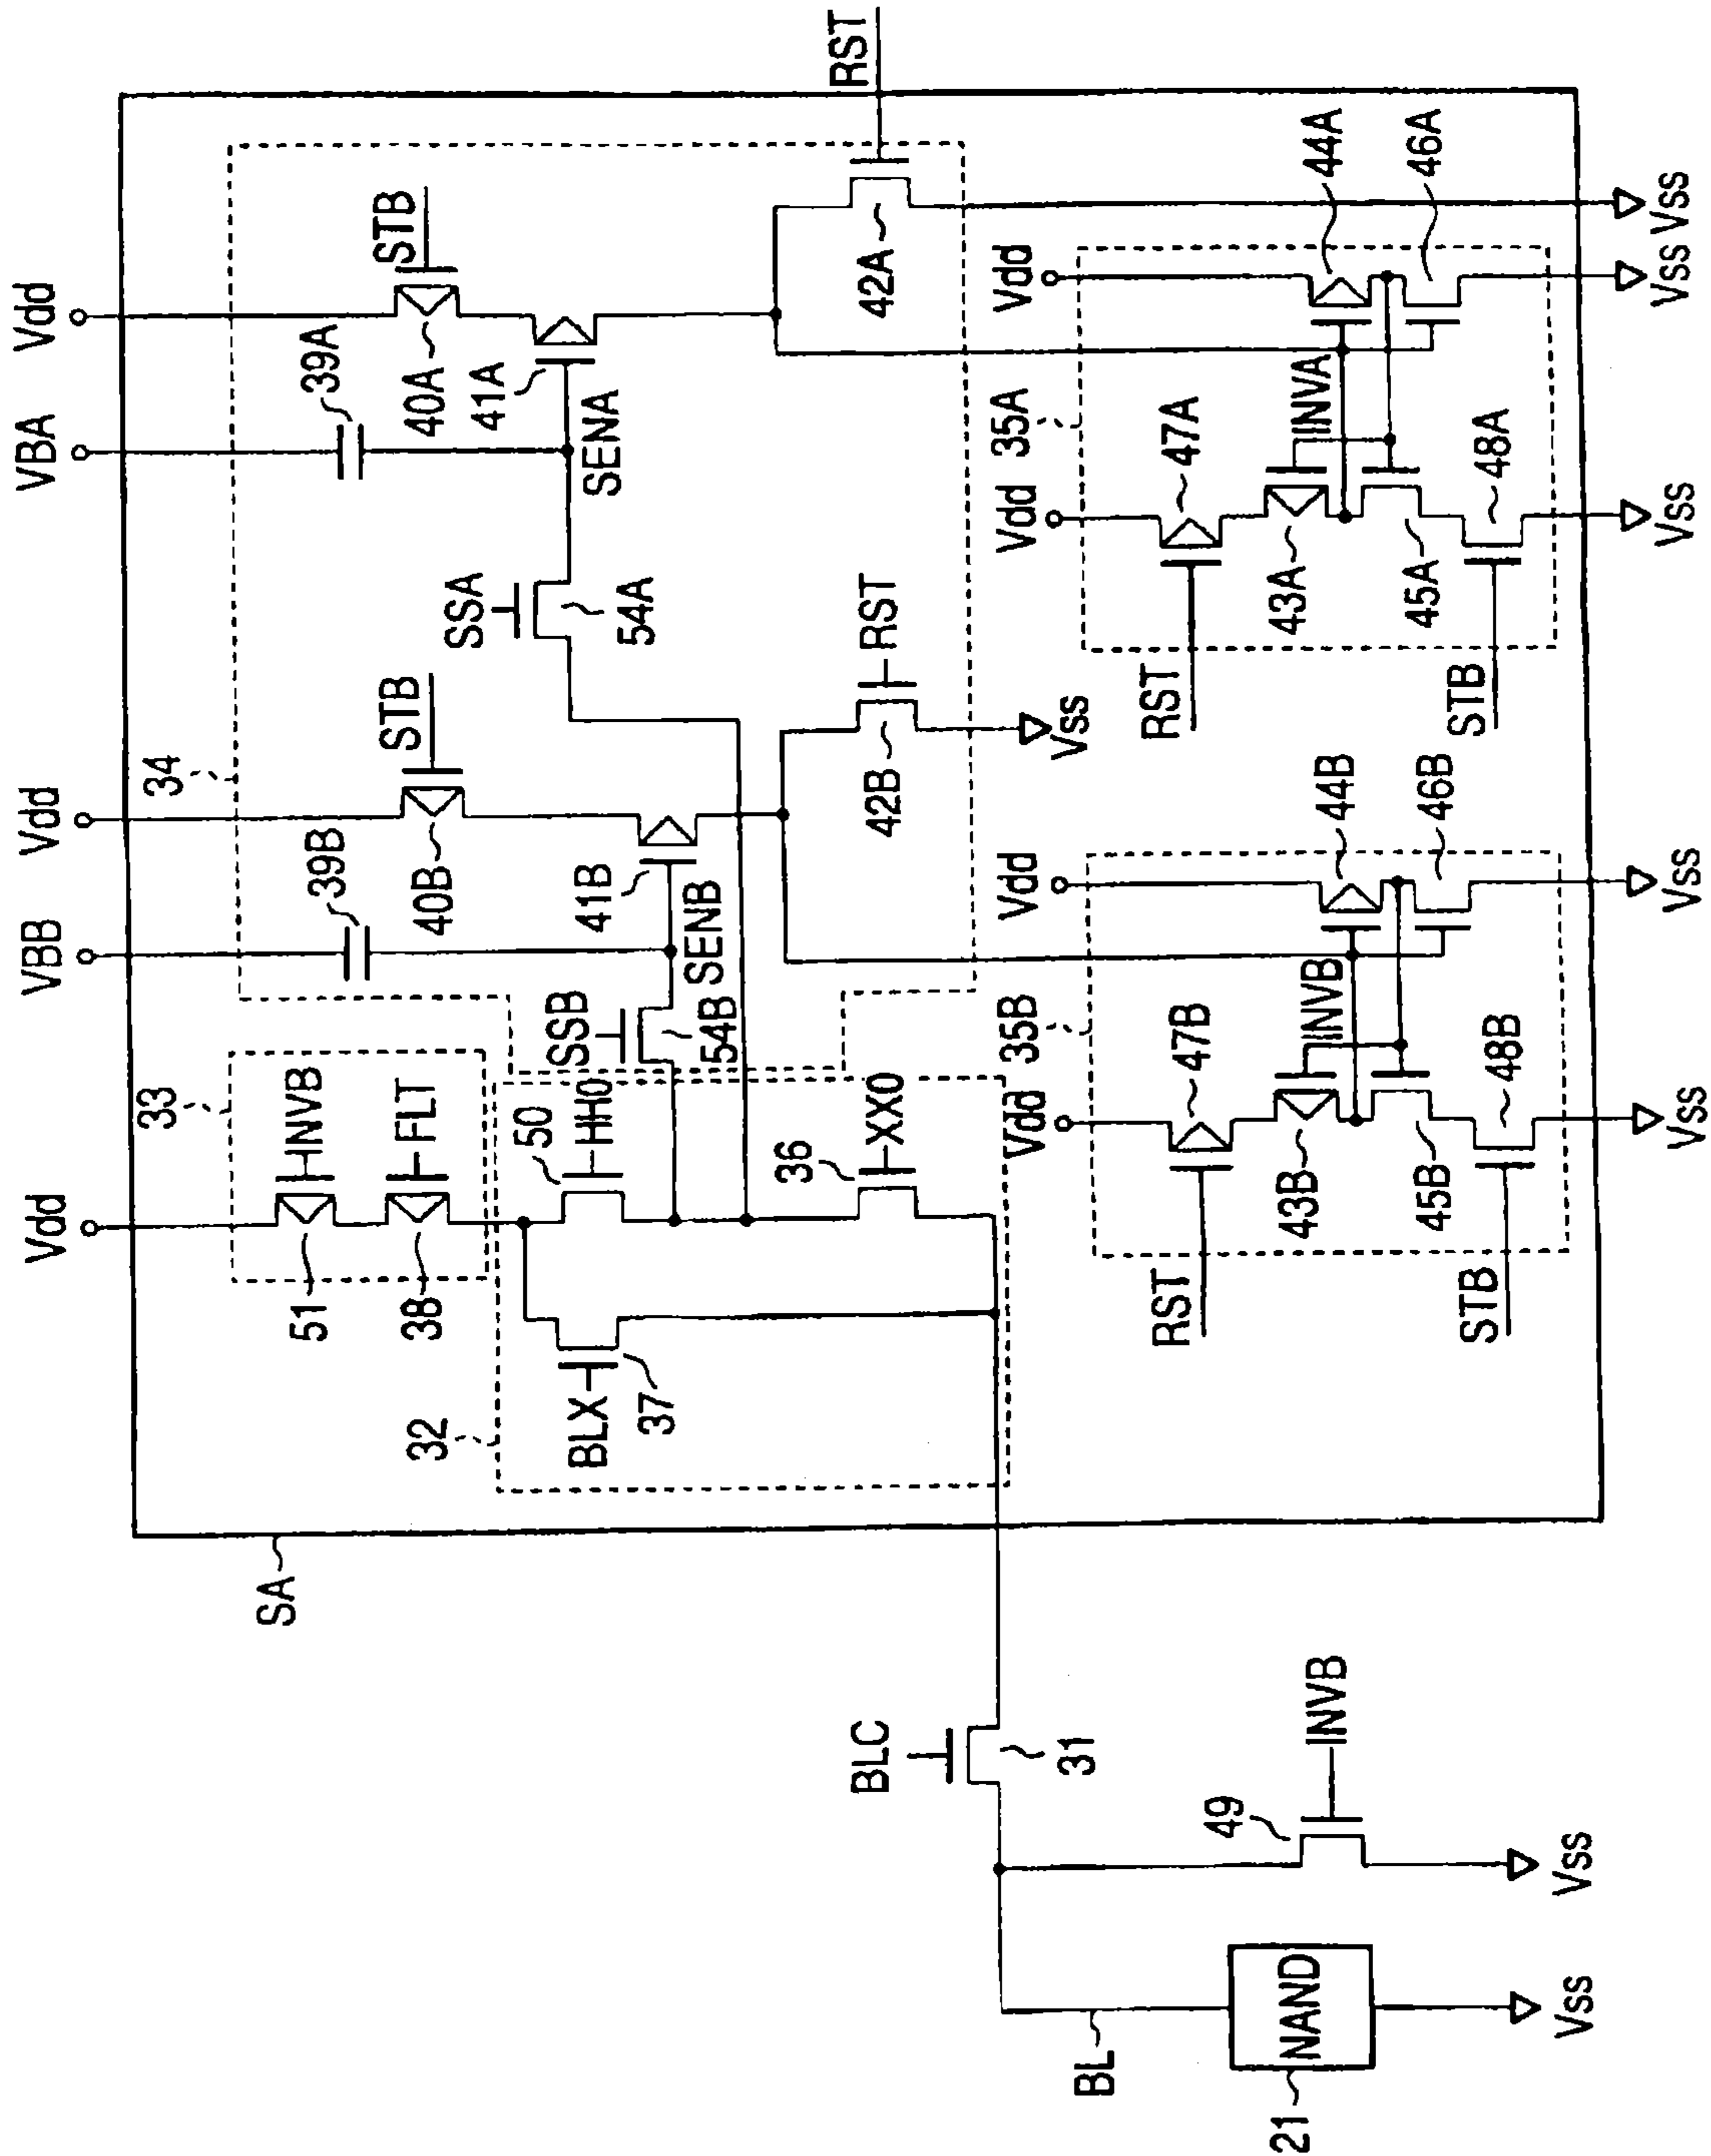 Vdd
VBB
Vdd
VBA
Vdd
SA
33
INVB
FLT
51
38
34
39B
STB
40B
39A
STB
40A
41A
RST
32
50
HH0
BLX
37
SSB
54B
SENB
41B
SSA
54A
SENA
36
XX0
42B
RST
Vss
42A
BLC
31
35B
Vdd
Vdd
47B
RST
INVB
44B
43B
46B
45B
48B
STB
Vss
Vss
35A
Vdd
Vdd
47A
RST
INVA
44A
43A
46A
45A
48A
STB
Vss
Vss
Vss
BL
NAND
21
Vss
49
INVB
Vss